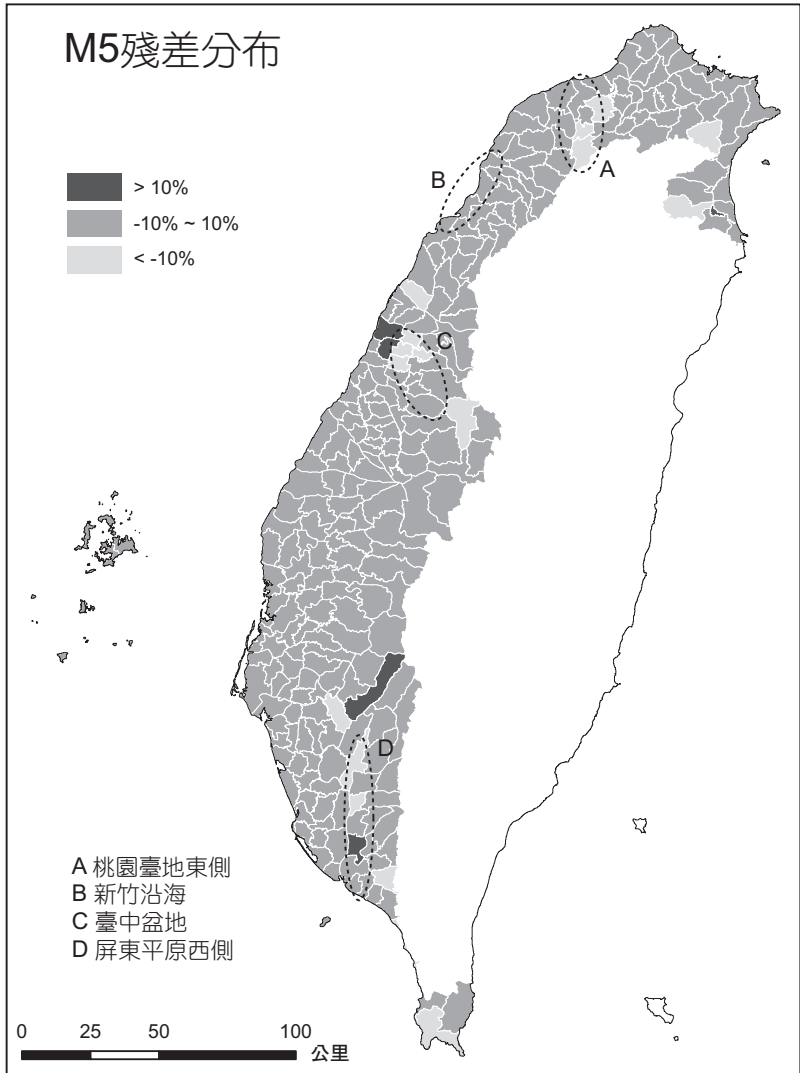 M5殘差分布
> 10%
-10% ~ 10%
< -10%
A
B
C
D
A 桃園臺地東側
B 新竹沿海
C 臺中盆地
D 屏東平原西側
0 25 50 100
公里